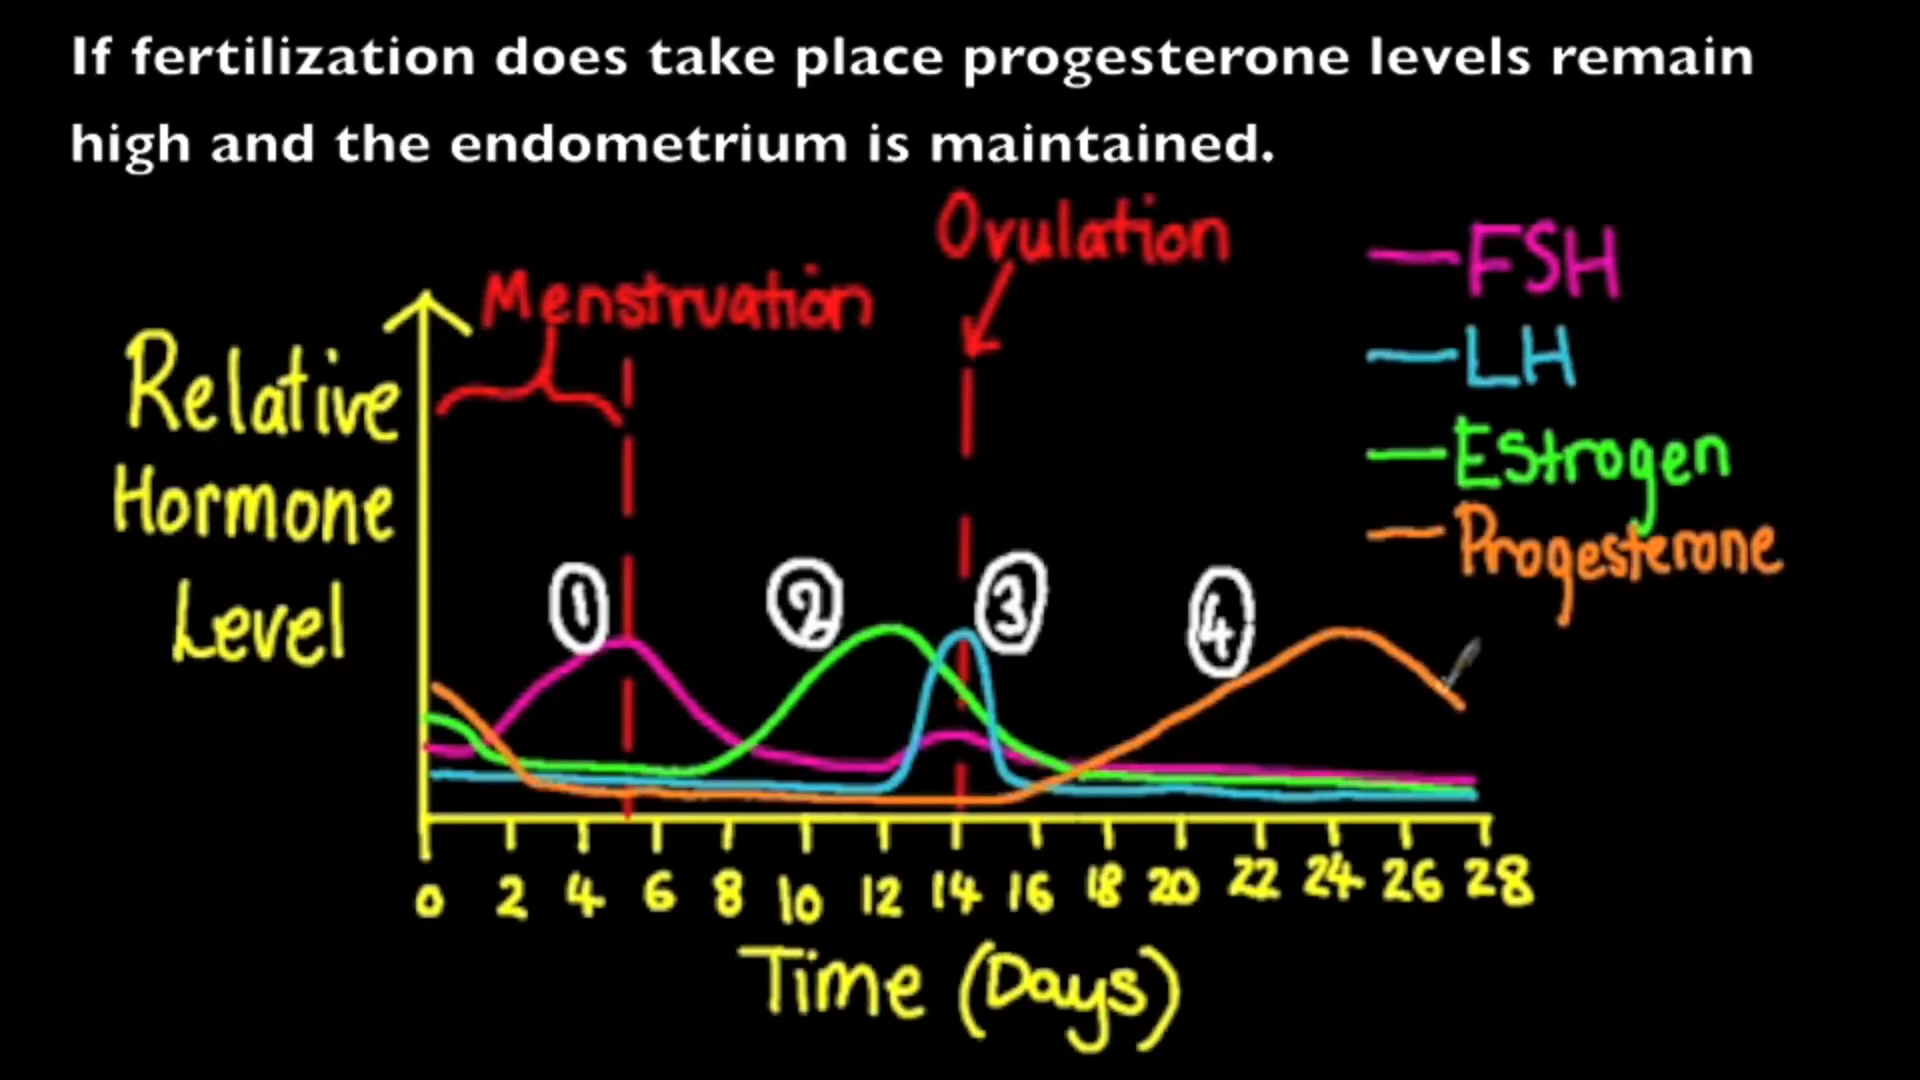 If fertilization does take place progesterone levels remain
high and the endometrium is maintained.
Ovulation
Menstruation
FSH
LH
Estrogen
Progesterone
Relative
Hormone
Level
1 2 3 4
0 2 4 6 8 10 12 14 16 18 20 22 24 26 28
Time (Days)